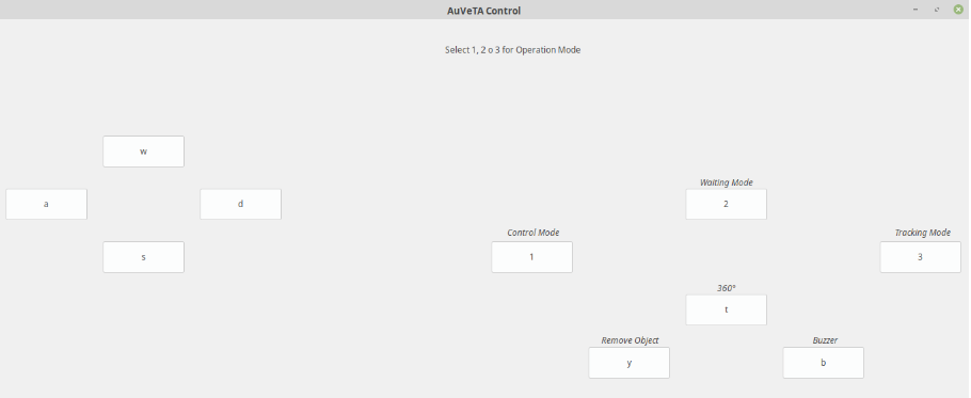 AuVeTA Control
Select 1, 2 o 3 for Operation Mode
w
a
d
s
Waiting Mode
2
Control Mode
1
Tracking Mode
3
360°
t
Remove Object
y
Buzzer
b